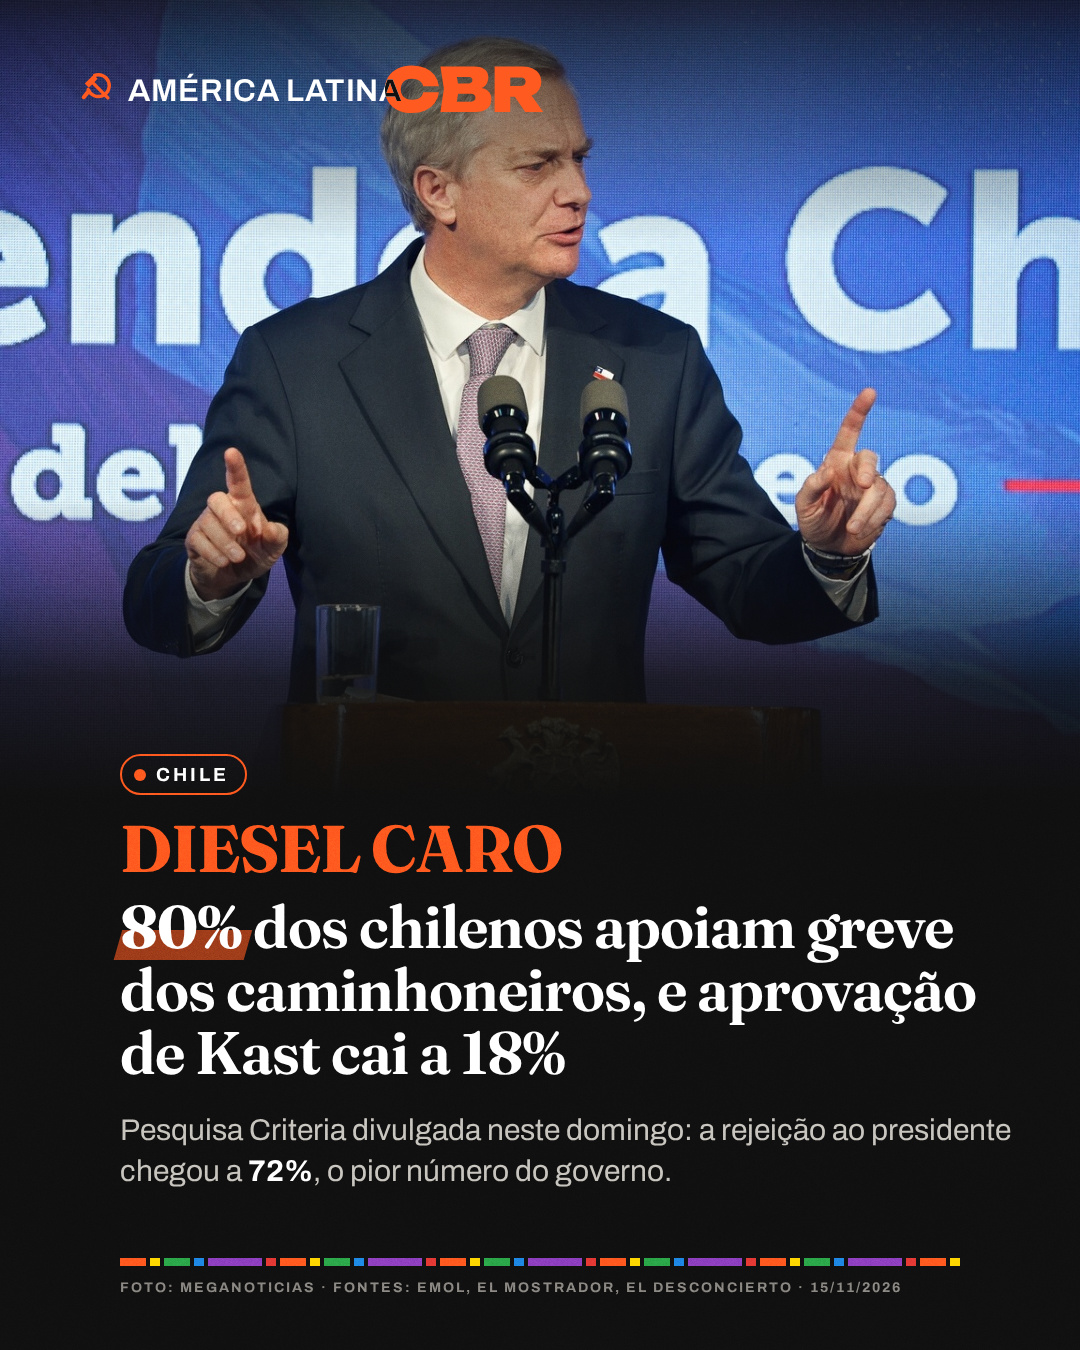 AMÉRICA LATINA CBR
a Ch
CHILE
DIESEL CARO
80% dos chilenos apoiam greve
dos caminhoneiros, e aprovação
de Kast cai a 18%
Pesquisa Criteria divulgada neste domingo: a rejeição ao presidente
chegou a 72%, o pior número do governo.
FOTO: MEGANOTICIAS · FONTES: EMOL, EL MOSTRADOR, EL DESCONCIERTO · 15/11/2026